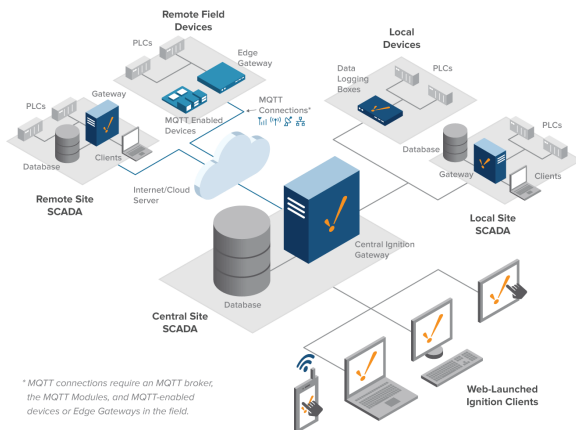 Remote Field
Devices
PLCs
Edge
Gateway
MQTT Enabled
Devices
MQTT
Connections*
Local
Devices
Data
Logging
Boxes
PLCs
PLCs
Gateway
Database
Clients
Remote Site
SCADA
Internet/Cloud
Server
Database
PLCs
Gateway
Clients
Local Site
SCADA
Central Ignition
Gateway
Database
Central Site
SCADA
Web-Launched
Ignition Clients
* MQTT connections require an MQTT broker,
the MQTT Modules, and MQTT-enabled
devices or Edge Gateways in the field.